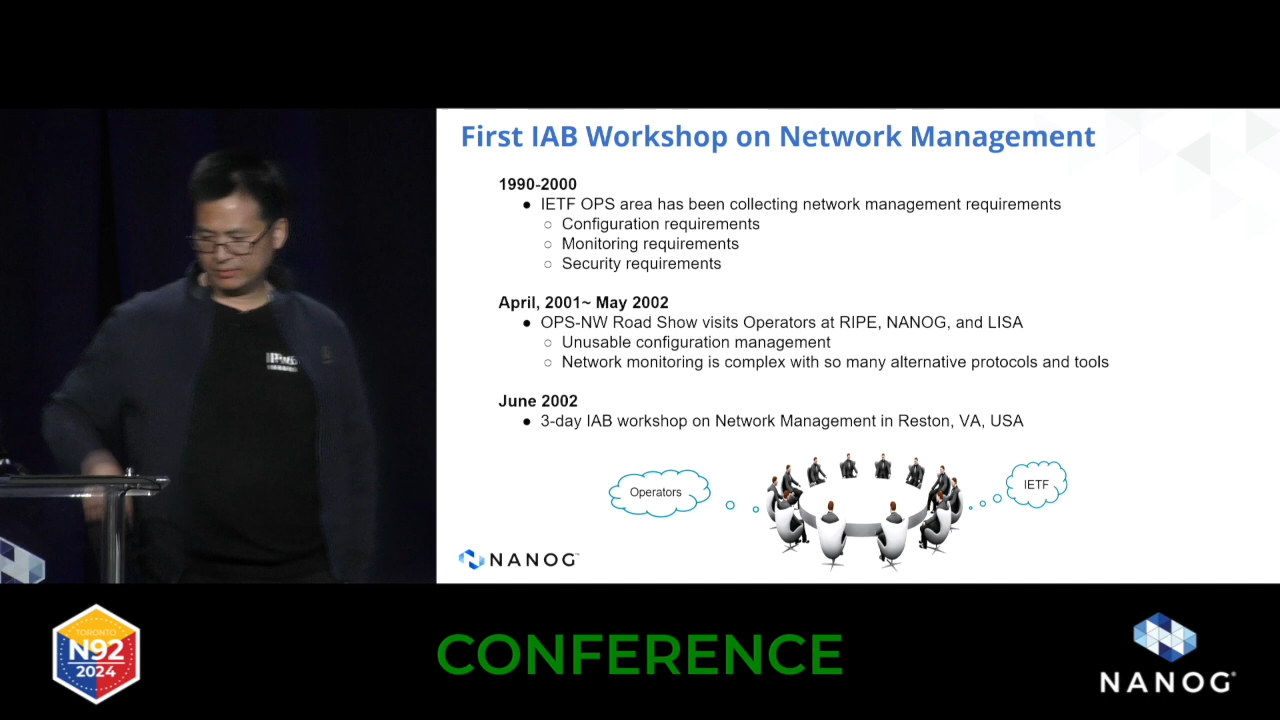 First IAB Workshop on Network Management
1990-2000
● IETF OPS area has been collecting network management requirements
○ Configuration requirements
○ Monitoring requirements
○ Security requirements
April, 2001~ May 2002
● OPS-NW Road Show visits Operators at RIPE, NANOG, and LISA
○ Unusable configuration management
○ Network monitoring is complex with so many alternative protocols and tools
June 2002
● 3-day IAB workshop on Network Management in Reston, VA, USA
Operators
IETF
NANOG™
TORONTO
N92
2024
CONFERENCE
NANOG®